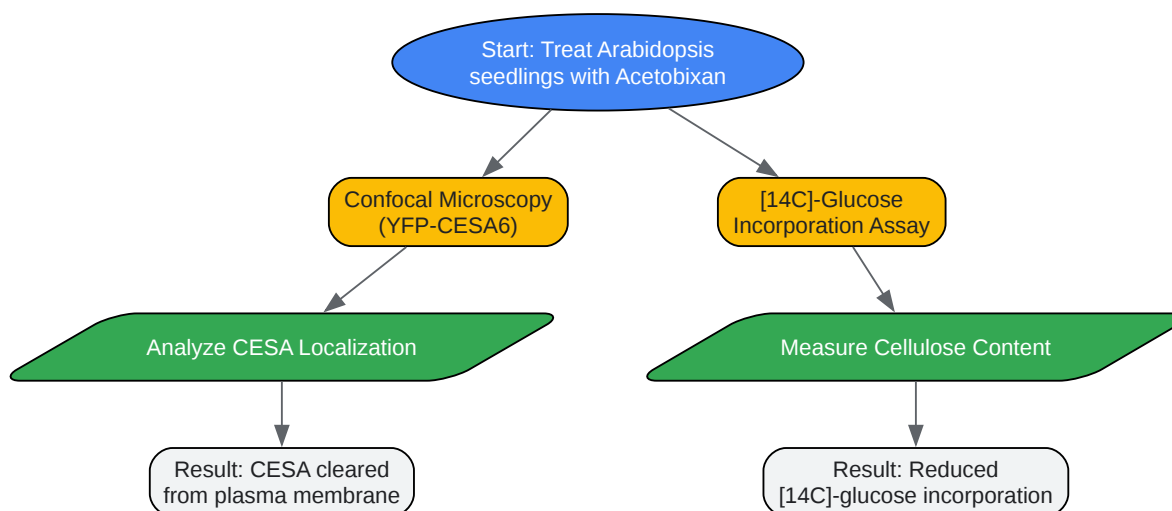 Start: Treat Arabidopsis
seedlings with Acetobixan
Confocal Microscopy
(YFP-CESA6)
[14C]-Glucose
Incorporation Assay
Analyze CESA Localization
Measure Cellulose Content
Result: CESA cleared
from plasma membrane
Result: Reduced
[14C]-glucose incorporation